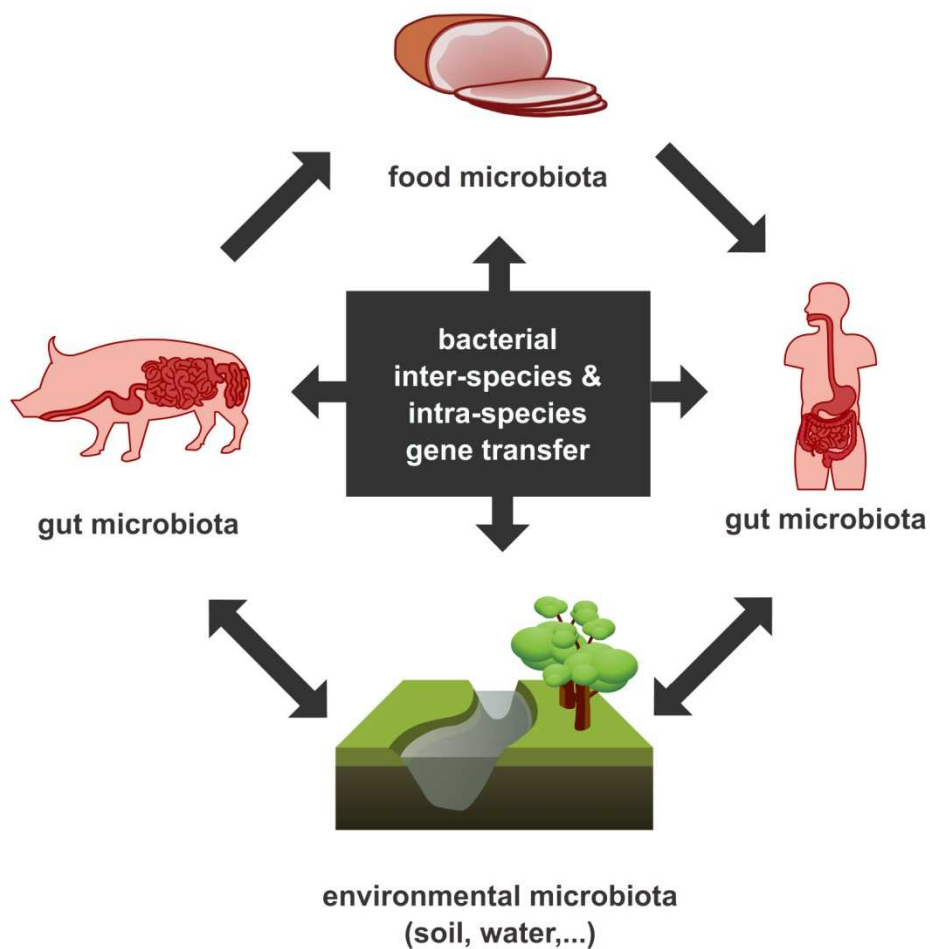 food microbiota
bacterial
inter-species &
intra-species
gene transfer
gut microbiota
gut microbiota
environmental microbiota
(soil, water,...)